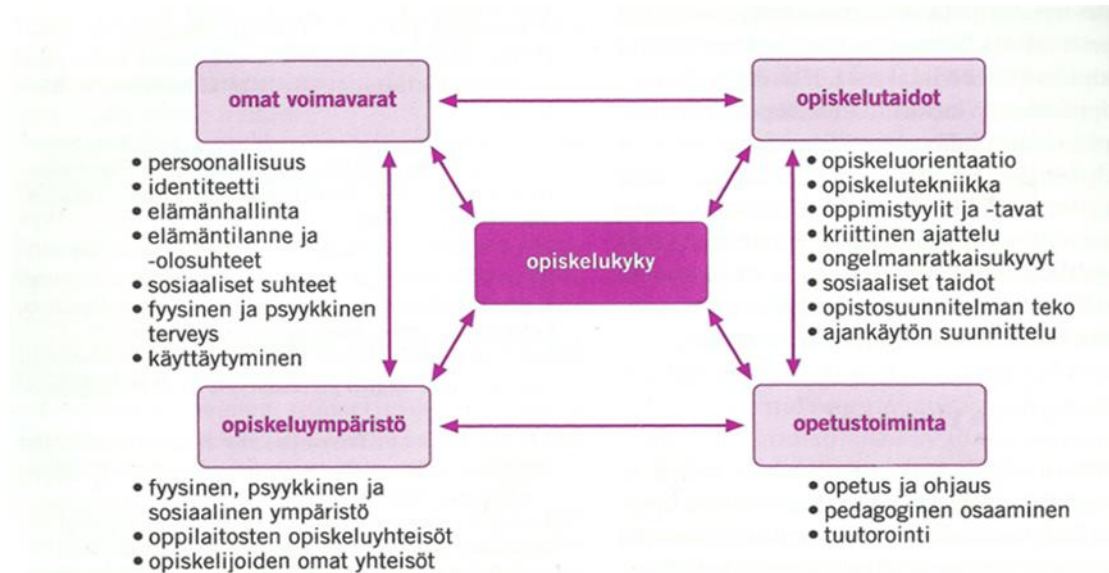 omat voimavarat
• persoonallisuus
• identiteetti
• elämänhallinta
• elämäntilanne ja
-olosuhteet
• sosiaaliset suhteet
• fyysinen ja psyykkinen
terveys
• käyttäytyminen
opiskelutaidot
• opiskeluorientaatio
• opiskelutekniikka
• oppimistyylit ja -tavat
• kriittinen ajattelu
• ongelmanratkaisukyvyt
• sosiaaliset taidot
• opistosuunnitelman teko
• ajankäytön suunnittelu
opiskelukyky
opiskeluympäristö
• fyysinen, psyykkinen ja
sosiaalinen ympäristö
• oppilaitosten opiskeluyhteisöt
• opiskelijoiden omat yhteisöt
opetustoiminta
• opetus ja ohjaus
• pedagoginen osaaminen
• tuutorointi